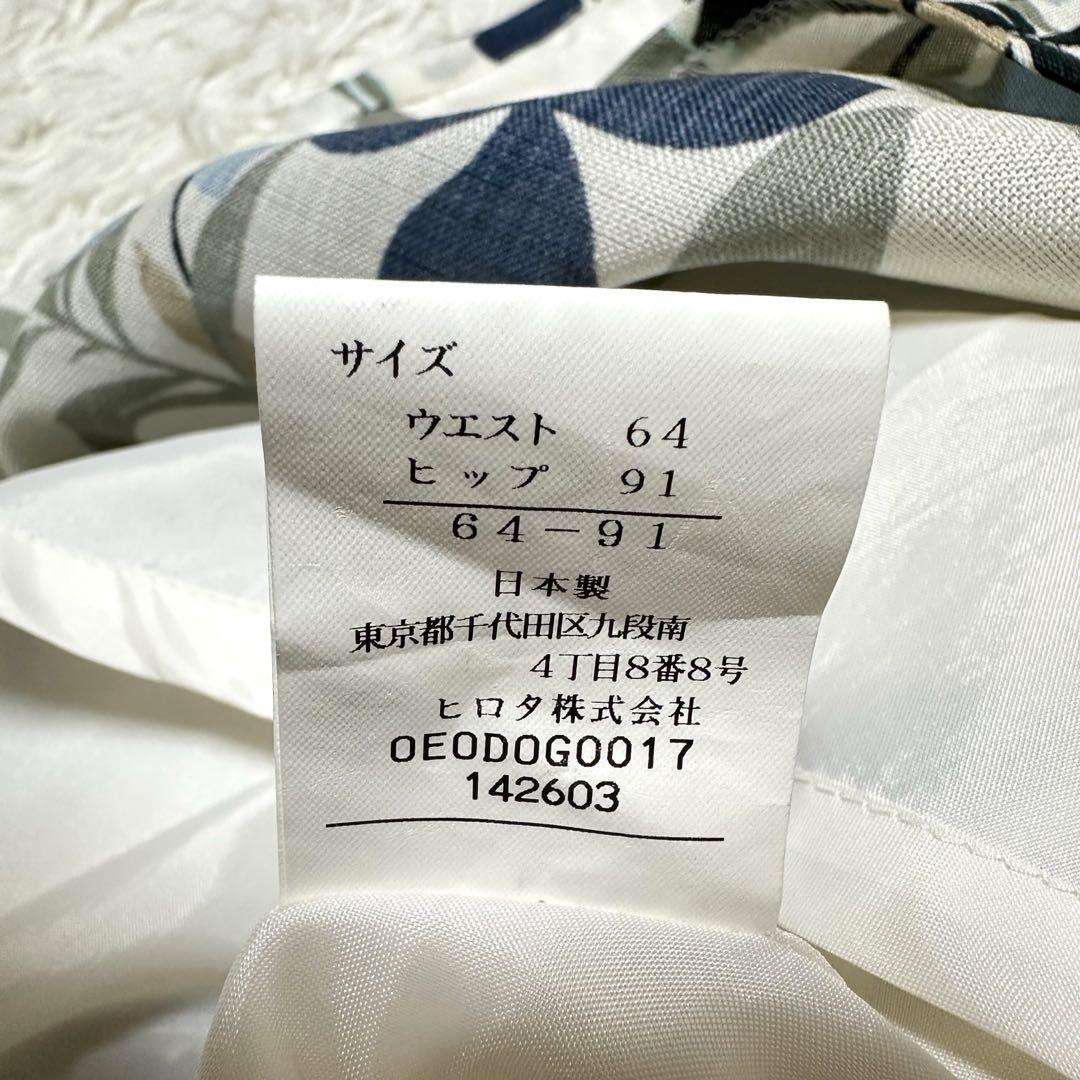 サイズ
ウエスト 64
ヒップ 91
64-91
日本製
東京都千代田区九段南
4丁目8番8号
ヒロタ株式会社
0E0D0G0017
142603